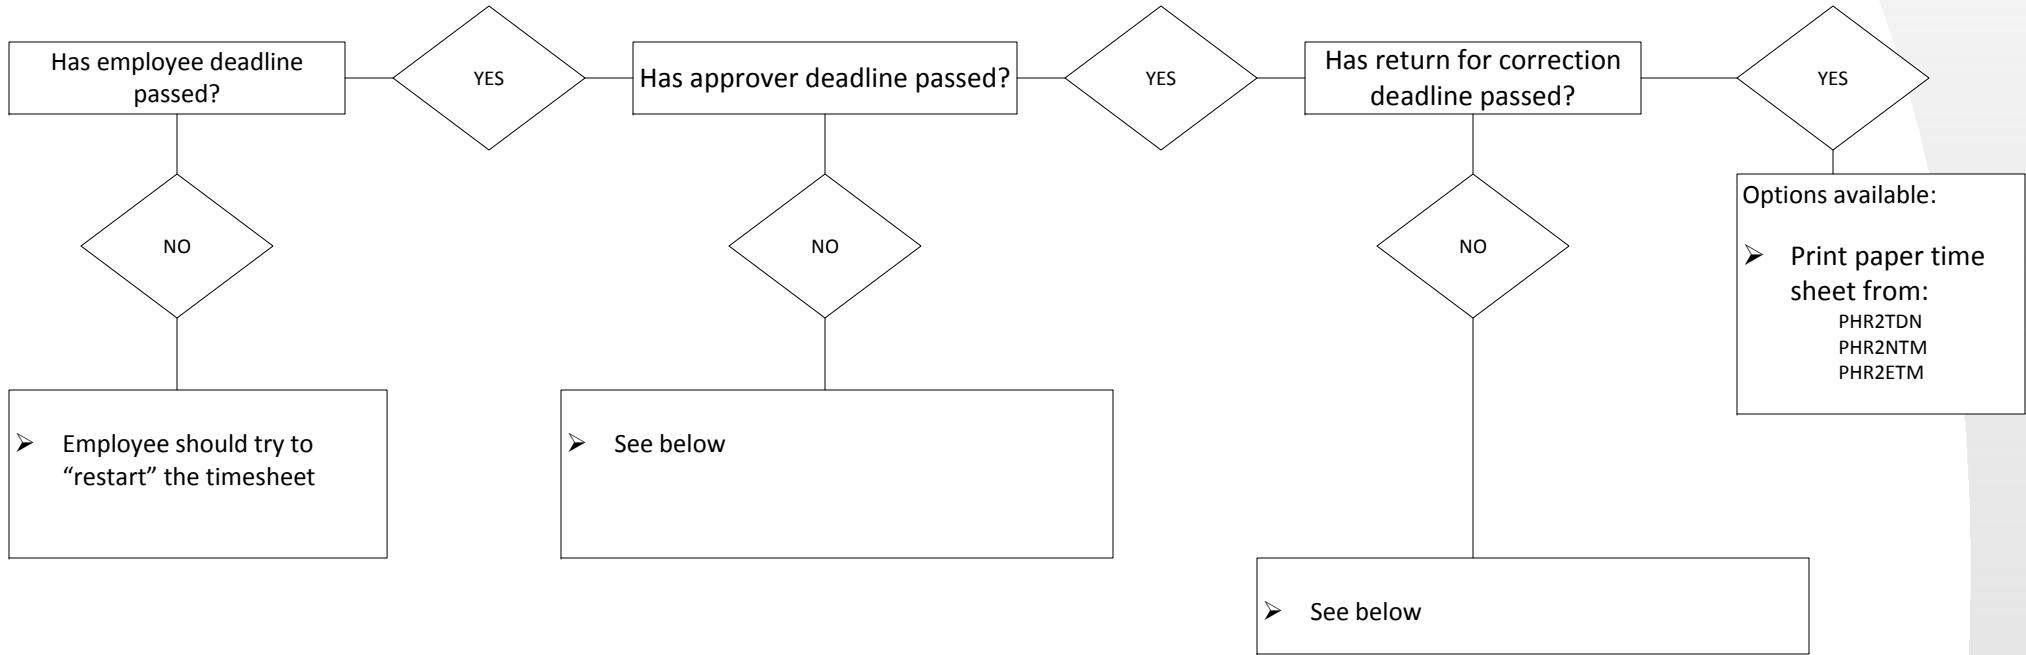 Has employee deadline
passed?
YES
Has approver deadline passed?
YES
Has return for correction
deadline passed?
YES
NO
NO
NO
Options available:
➢ Print paper time
sheet from:
PHR2TDN
PHR2NTM
PHR2ETM
➢ Employee should try to
“restart” the timesheet
➢ See below
➢ See below